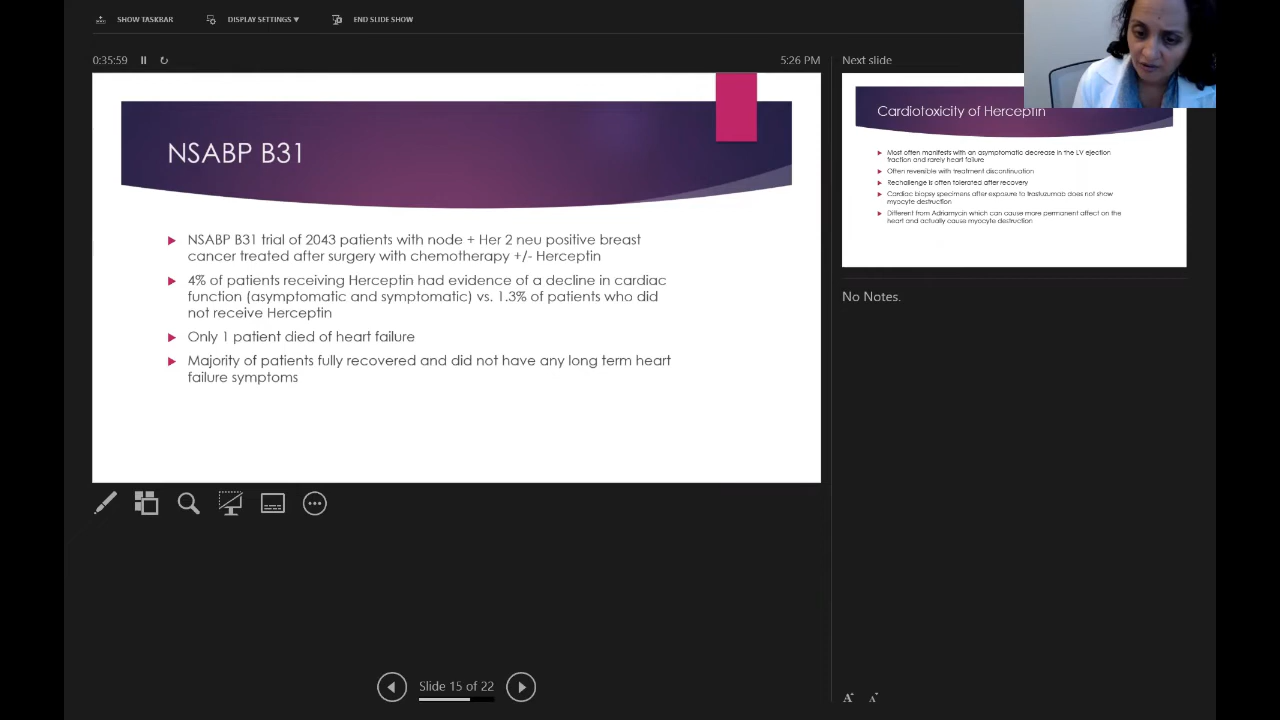 SHOW TASKBAR
DISPLAY SETTINGS ▼
END SLIDE SHOW
0:35:59
5:26 PM
NSABP B31
NSABP B31 trial of 2043 patients with node + Her 2 neu positive breast
cancer treated after surgery with chemotherapy +/- Herceptin
4% of patients receiving Herceptin had evidence of a decline in cardiac
function (asymptomatic and symptomatic) vs. 1.3% of patients who did
not receive Herceptin
Only 1 patient died of heart failure
Majority of patients fully recovered and did not have any long term heart
failure symptoms
Slide 15 of 22
Next slide
Cardiotoxicity of Herceptin
Most often manifests with an asymptomatic decrease in the LV ejection
fraction and rarely heart failure
Often reversible with treatment discontinuation
Rechallenge is often tolerated after recovery
Cardiac biopsy specimens after exposure to trastuzumab does not show
myocyte destruction
Different from Adriamycin which can cause more permanent affect on the
heart and actually cause myocyte destruction
No Notes.
A A